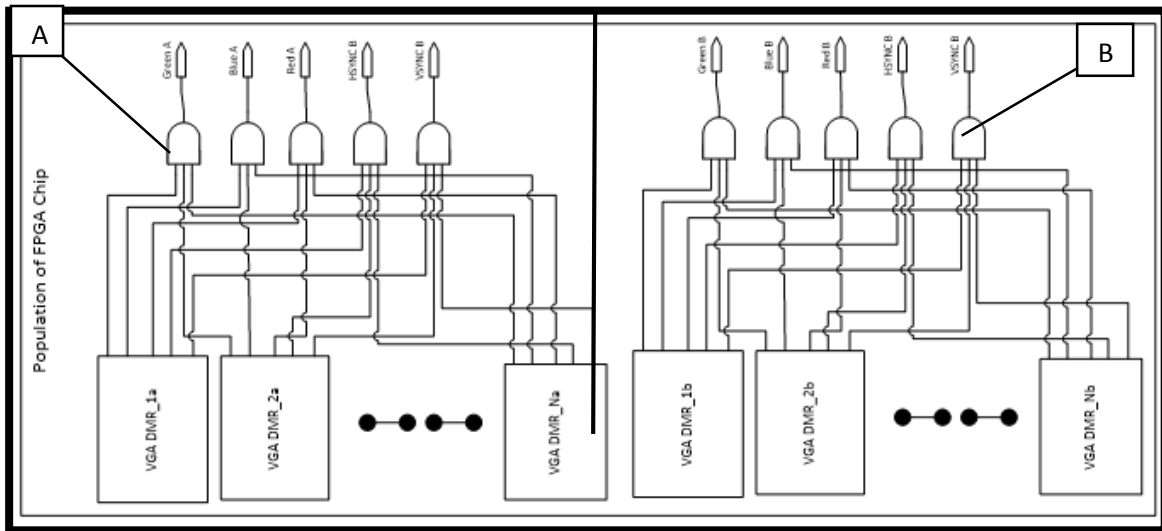 A
B
Green A
Blue A
Red A
HSYNC B
VSYNC B
Green B
Blue B
Red B
HSYNC B
VSYNC B
Population of FPGA Chip
VGA DMR_1a
VGA DMR_2a
VGA DMR_Na
VGA DMR_1b
VGA DMR_2b
VGA DMR_Nb